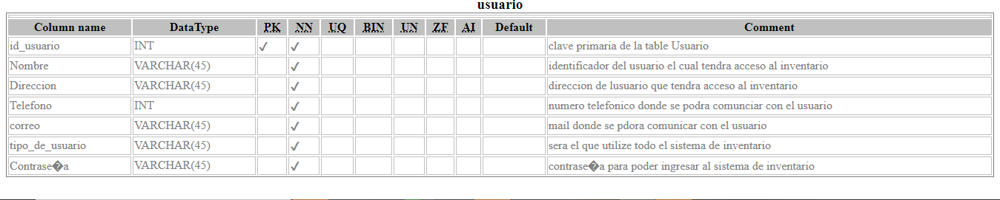 usuario
Column name DataType PK NN UQ BIN UN ZF AI Default Comment
id_usuario INT ✓ ✓ clave primaria de la table Usuario
Nombre VARCHAR(45) ✓ identificador del usuario el cual tendra acceso al inventario
Direccion VARCHAR(45) ✓ direccion de lusuario que tendra acceso al inventario
Telefono INT ✓ numero telefonico donde se podra comunciar con el usuario
correo VARCHAR(45) ✓ mail donde se pdora comunicar con el usuario
tipo_de_usuario VARCHAR(45) ✓ sera el que utilize todo el sistema de inventario
Contrase�a VARCHAR(45) ✓ contrase�a para poder ingresar al sistema de inventario